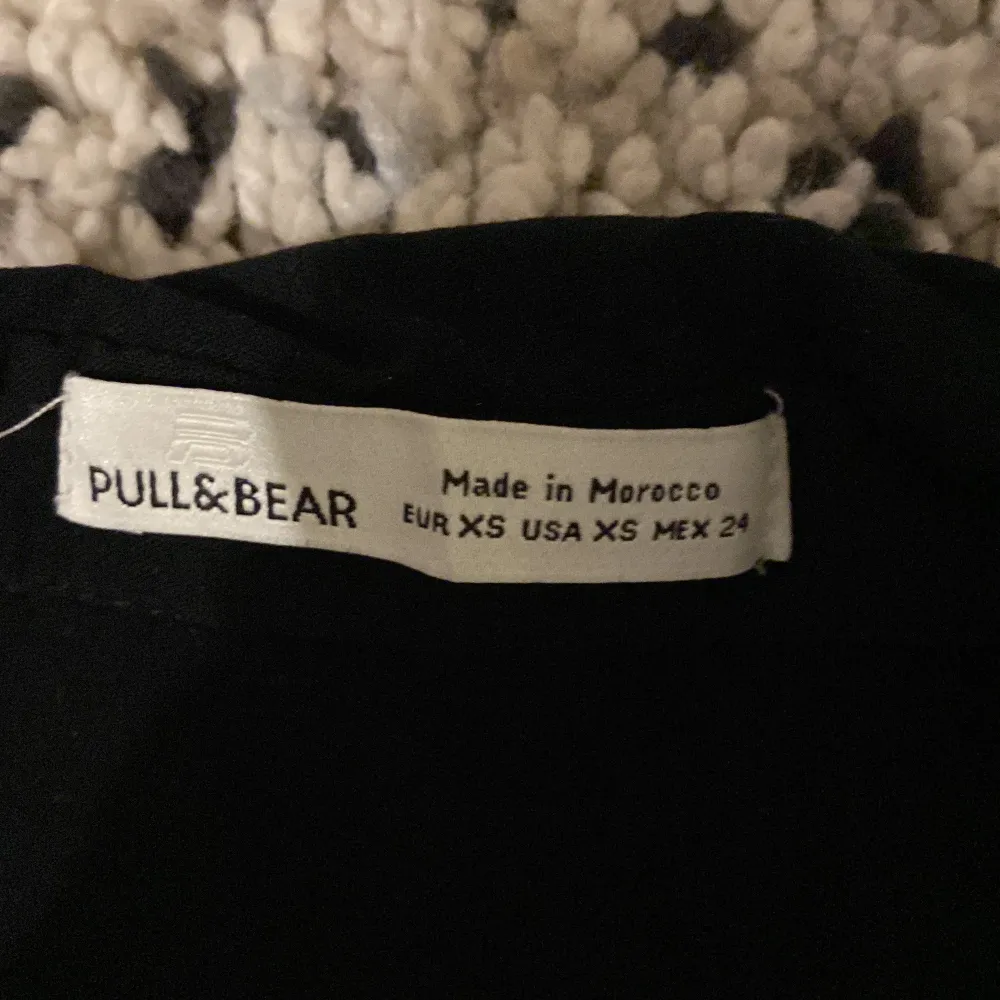 PULL&BEAR
Made in Morocco
EUR XS USA XS MEX 24